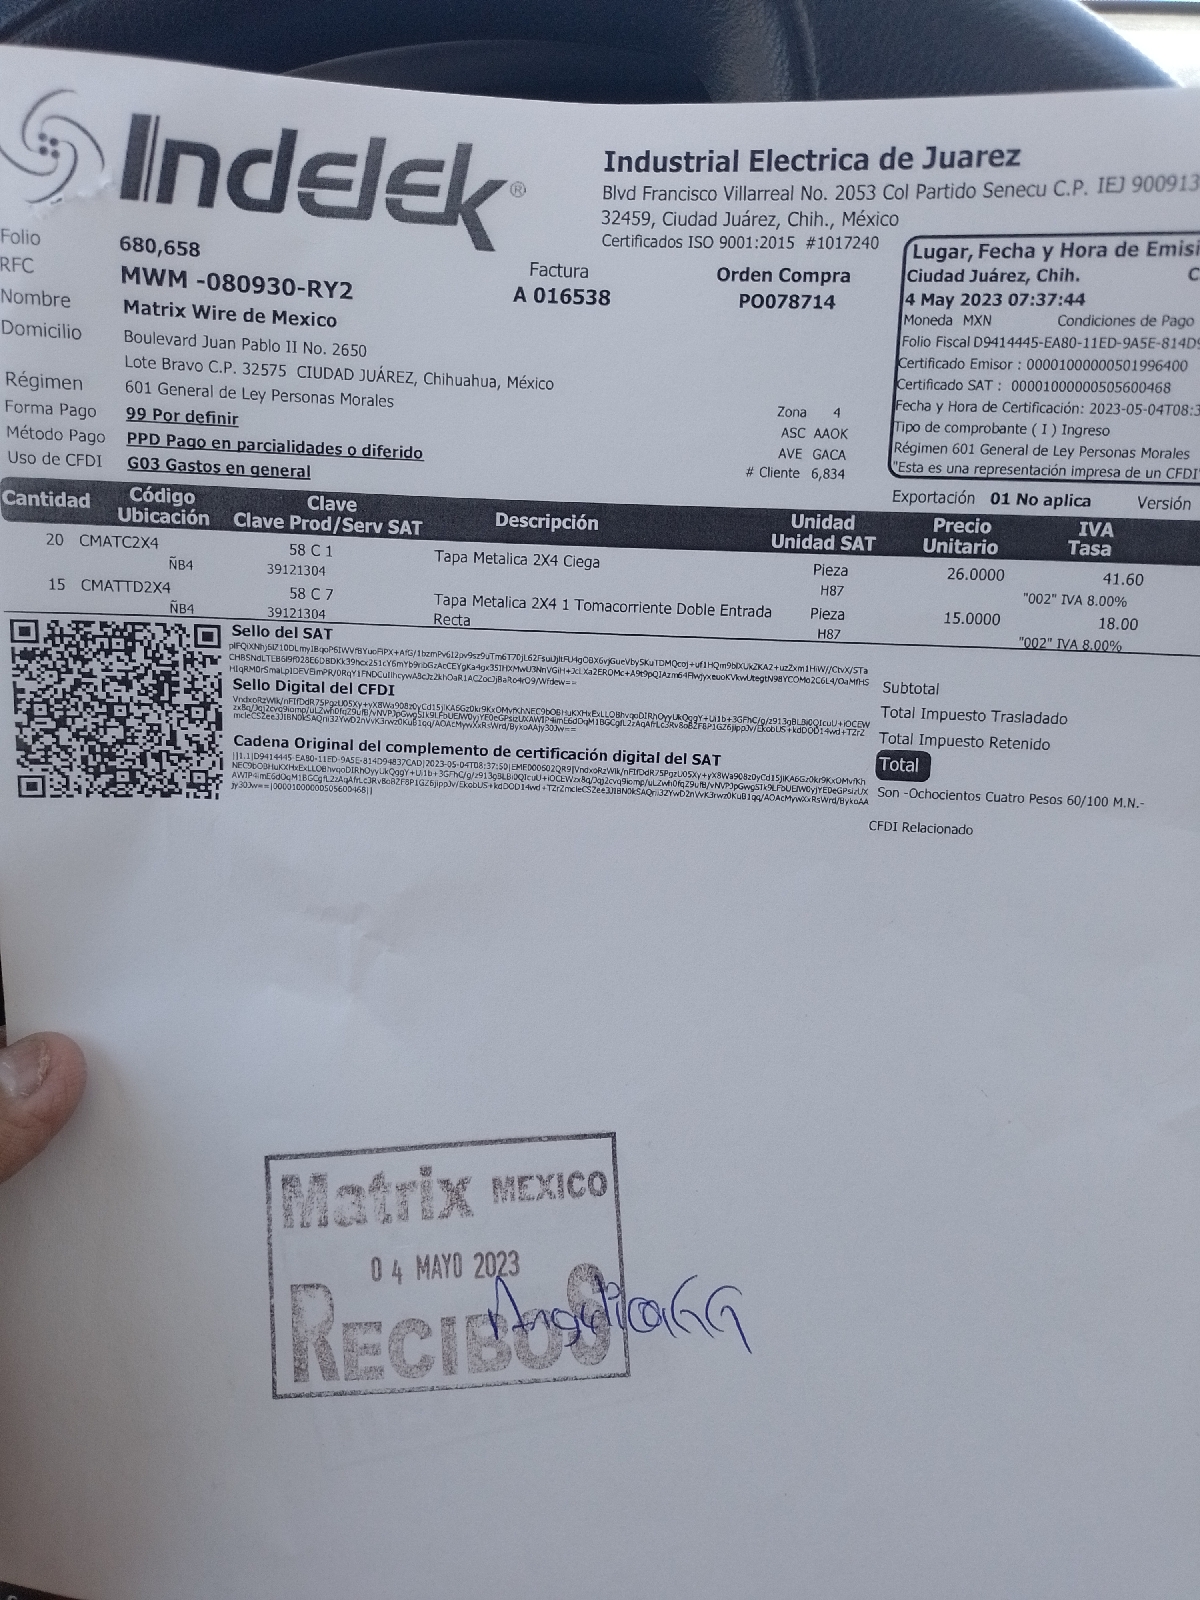 Indelek®
Industrial Electrica de Juarez
Blvd Francisco Villarreal No. 2053 Col Partido Senecu C.P. IEJ 900913
32459, Ciudad Juárez, Chih., México
Certificados ISO 9001:2015 #1017240
Folio 680,658
RFC MWM -080930-RY2
Nombre Matrix Wire de Mexico
Domicilio Boulevard Juan Pablo II No. 2650
Lote Bravo C.P. 32575 CIUDAD JUÁREZ, Chihuahua, México
Régimen 601 General de Ley Personas Morales
Forma Pago 99 Por definir
Método Pago PPD Pago en parcialidades o diferido
Uso de CFDI G03 Gastos en general
Factura
A 016538
Orden Compra
PO078714
Zona 4
ASC AAOK
AVE GACA
# Cliente 6,834
Lugar, Fecha y Hora de Emisi
Ciudad Juárez, Chih. C
4 May 2023 07:37:44
Moneda MXN Condiciones de Pago
Folio Fiscal D9414445-EA80-11ED-9A5E-814D9
Certificado Emisor : 00001000000501996400
Certificado SAT : 00001000000505600468
Fecha y Hora de Certificación: 2023-05-04T08:3
Tipo de comprobante ( I ) Ingreso
Régimen 601 General de Ley Personas Morales
"Esta es una representación impresa de un CFDI"
Exportación 01 No aplica Versión
Cantidad Código Ubicación Clave Clave Prod/Serv SAT Descripción Unidad Unidad SAT Precio Unitario IVA Tasa
20 CMATC2X4 58 C 1 Tapa Metalica 2X4 Ciega Pieza 26.0000 41.60
ÑB4 39121304 H87 "002" IVA 8.00%
15 CMATTD2X4 58 C 7 Tapa Metalica 2X4 1 Tomacorriente Doble Entrada Pieza 15.0000 18.00
ÑB4 39121304 Recta H87 "002" IVA 8.00%
Sello del SAT
Sello Digital del CFDI
Cadena Original del complemento de certificación digital del SAT
Subtotal
Total Impuesto Trasladado
Total Impuesto Retenido
Total
Son -Ochocientos Cuatro Pesos 60/100 M.N.-
CFDI Relacionado
Matrix MEXICO
04 MAYO 2023
RECIBOS
AngelicaGG